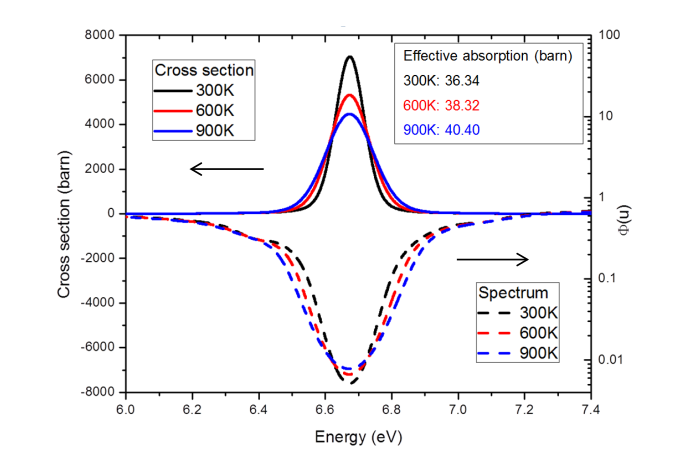 8000
6000
4000
2000
0
-2000
-4000
-6000
-8000
Cross section (barn)
Cross section
300K
600K
900K
Effective absorption (barn)
300K: 36.34
600K: 38.32
900K: 40.40
100
10
1
0.1
0.01
Φ(u)
Spectrum
300K
600K
900K
6.0 6.2 6.4 6.6 6.8 7.0 7.2 7.4
Energy (eV)